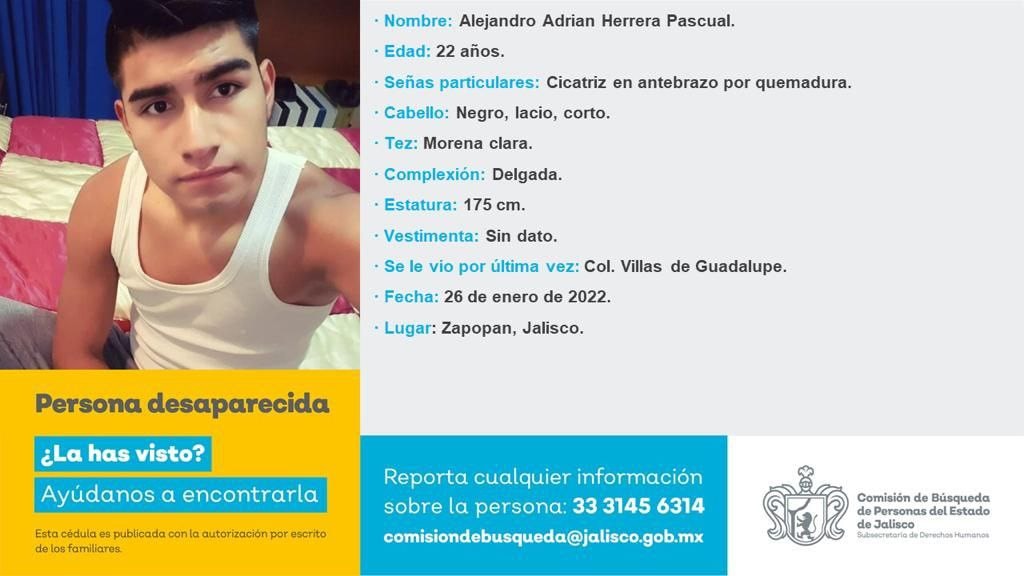 · Nombre: Alejandro Adrian Herrera Pascual.
· Edad: 22 años.
· Señas particulares: Cicatriz en antebrazo por quemadura.
· Cabello: Negro, lacio, corto.
· Tez: Morena clara.
· Complexión: Delgada.
· Estatura: 175 cm.
· Vestimenta: Sin dato.
· Se le vio por última vez: Col. Villas de Guadalupe.
· Fecha: 26 de enero de 2022.
· Lugar: Zapopan, Jalisco.
Persona desaparecida
¿La has visto?
Ayúdanos a encontrarla
Esta cédula es publicada con la autorización por escrito
de los familiares.
Reporta cualquier información
sobre la persona: 33 3145 6314
comisiondebusqueda@jalisco.gob.mx
Comisión de Búsqueda
de Personas del Estado
de Jalisco
Subsecretaría de Derechos Humanos